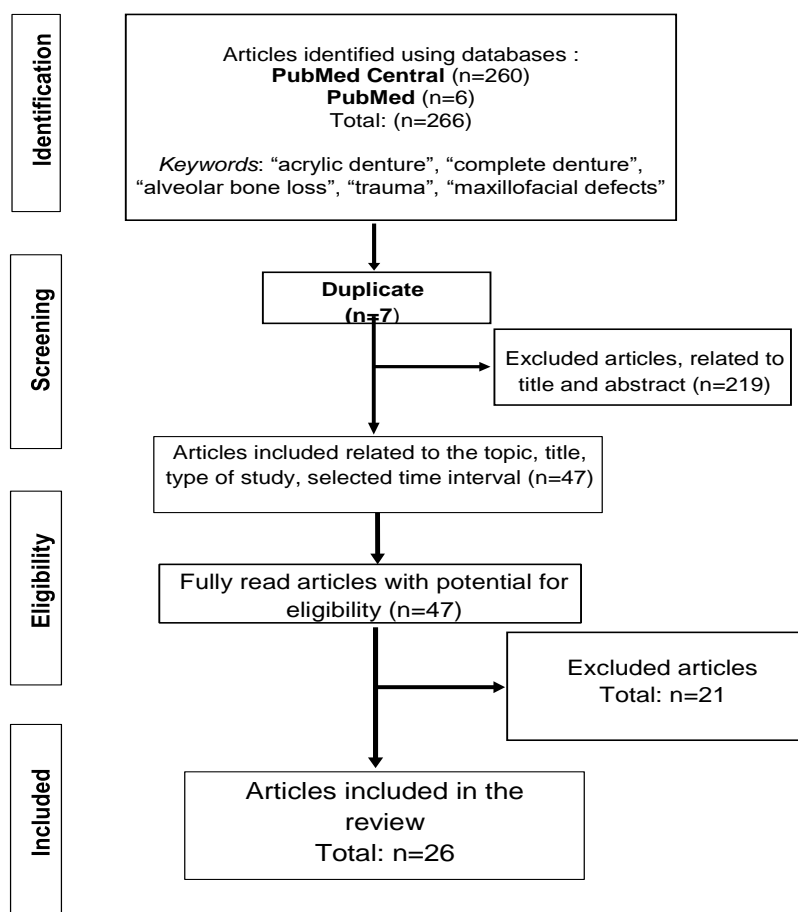 Identification
Articles identified using databases :
PubMed Central (n=260)
PubMed (n=6)
Total: (n=266)
Keywords: “acrylic denture”, “complete denture”,
“alveolar bone loss”, “trauma”, “maxillofacial defects”
Screening
Duplicate
(n=7)
Excluded articles, related to
title and abstract (n=219)
Articles included related to the topic, title,
type of study, selected time interval (n=47)
Eligibility
Fully read articles with potential for
eligibility (n=47)
Excluded articles
Total: n=21
Included
Articles included in the
review
Total: n=26